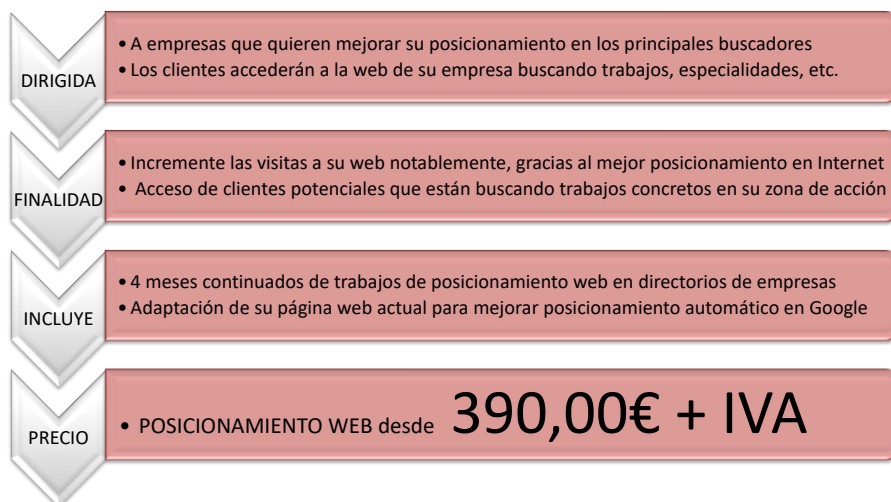 DIRIGIDA
• A empresas que quieren mejorar su posicionamiento en los principales buscadores
• Los clientes accederán a la web de su empresa buscando trabajos, especialidades, etc.
FINALIDAD
• Incremente las visitas a su web notablemente, gracias al mejor posicionamiento en Internet
• Acceso de clientes potenciales que están buscando trabajos concretos en su zona de acción
INCLUYE
• 4 meses continuados de trabajos de posicionamiento web en directorios de empresas
• Adaptación de su página web actual para mejorar posicionamiento automático en Google
PRECIO
• POSICIONAMIENTO WEB desde 390,00€ + IVA